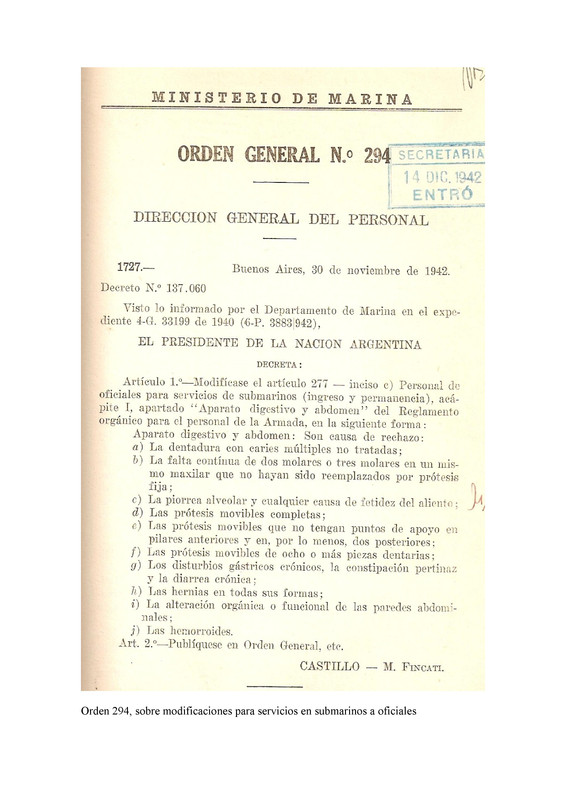 MINISTERIO DE MARINA
ORDEN GENERAL N.º 294
SECRETARIA
14 DIC. 1942
ENTRÓ
DIRECCION GENERAL DEL PERSONAL
1727.— Buenos Aires, 30 de noviembre de 1942.
Decreto N.º 137.060
Visto lo informado por el Departamento de Marina en el expe-
diente 4-G. 33199 de 1940 (6-P. 3883|942),
EL PRESIDENTE DE LA NACION ARGENTINA
DECRETA:
Artículo 1.º—Modifícase el artículo 277 — inciso c) Personal de
oficiales para servicios de submarinos (ingreso y permanencia), acá-
pite I, apartado "Aparato digestivo y abdomen" del Reglamento
orgánico para el personal de la Armada, en la siguiente forma:
Aparato digestivo y abdomen: Son causa de rechazo:
a) La dentadura con caries múltiples no tratadas;
b) La falta contínua de dos molares o tres molares en un mis-
mo maxilar que no hayan sido reemplazados por prótesis
fija;
c) La piorrea alveolar y cualquier causa de fetidez del aliento;
d) Las prótesis movibles completas;
e) Las prótesis movibles que no tengan puntos de apoyo en
pilares anteriores y en, por lo menos, dos posteriores;
f) Las prótesis movibles de ocho o más piezas dentarias;
g) Los disturbios gástricos crónicos, la constipación pertinaz
y la diarrea crónica;
h) Las hernias en todas sus formas;
i) La alteración orgánica o funcional de las paredes abdomi-
nales;
j) Las hemorroides.
Art. 2.º—Publíquese en Orden General, etc.
CASTILLO — M. FINCATI.
Orden 294, sobre modificaciones para servicios en submarinos a oficiales